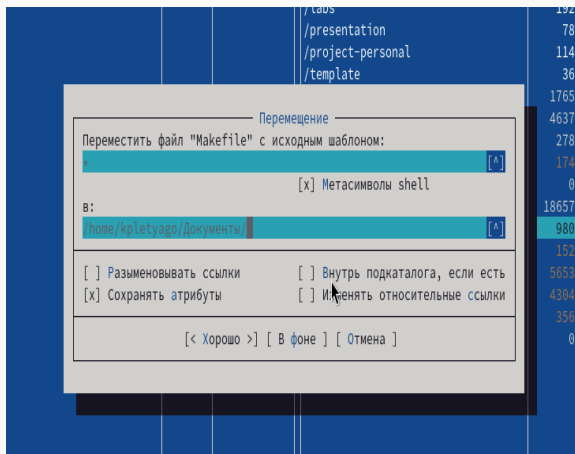 /labs 192
/presentation 78
/project-personal 114
/template 36
1765
Перемещение 4637
Переместить файл "Makefile" с исходным шаблоном: 278
* [^] 174
[x] Метасимволы shell 0
в: 18657
/home/kpletyago/Документы/ [^] 980
152
[ ] Разыменовывать ссылки [ ] Внутрь подкаталога, если есть 5653
[x] Сохранять атрибуты [ ] Изменять относительные ссылки 4304
356
[< Хорошо >] [ В фоне ] [ Отмена ] 0